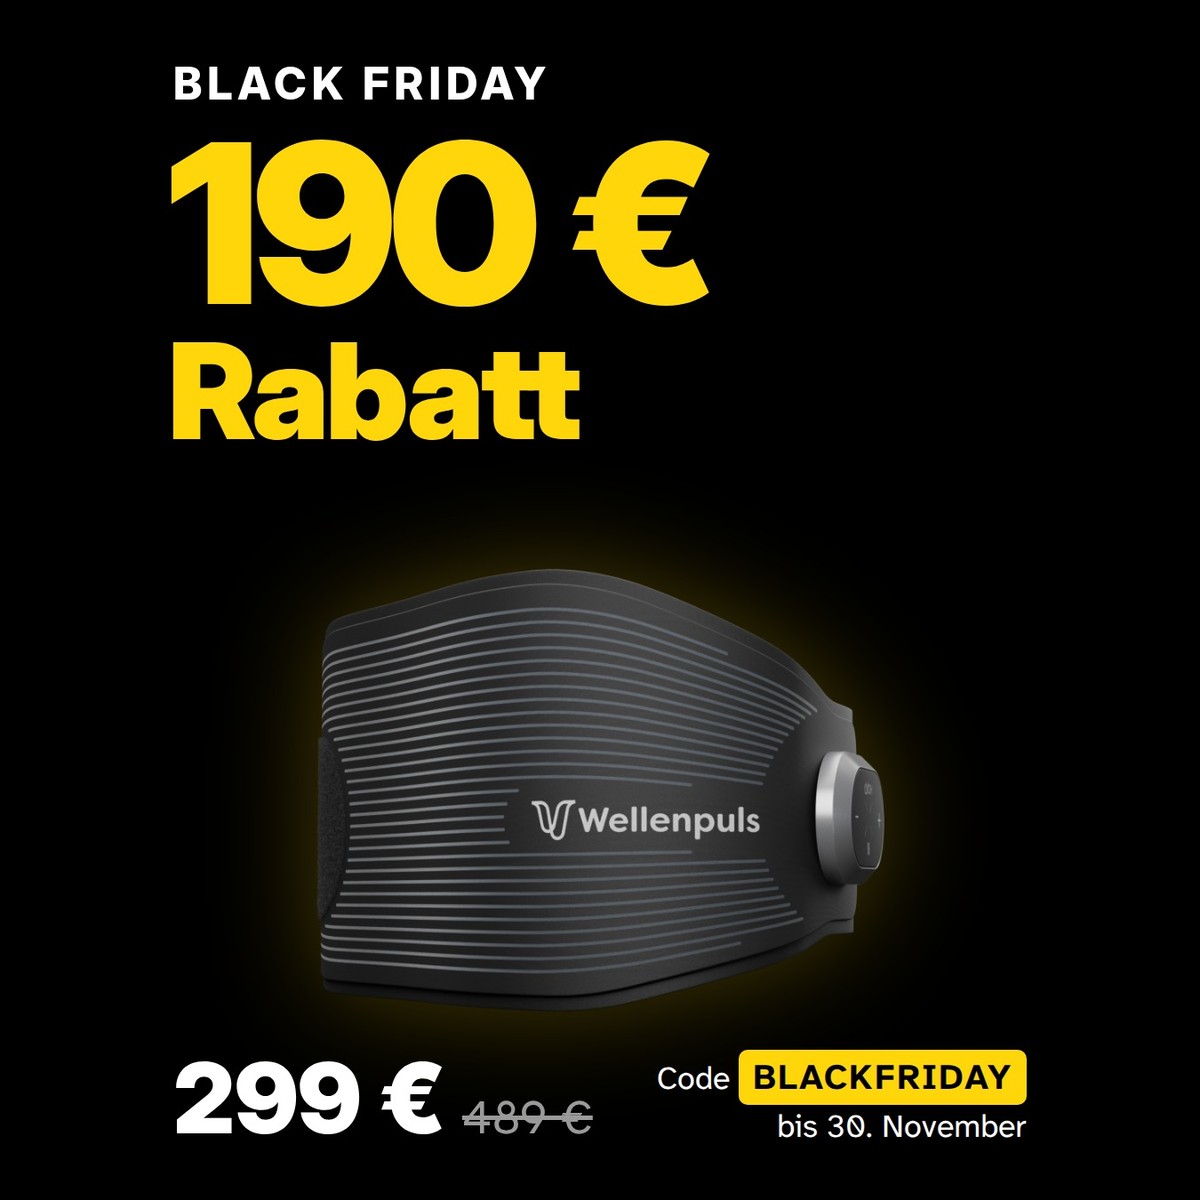 BLACK FRIDAY
190 €
Rabatt
Wellenpuls
299 € 489 €
Code BLACKFRIDAY
bis 30. November